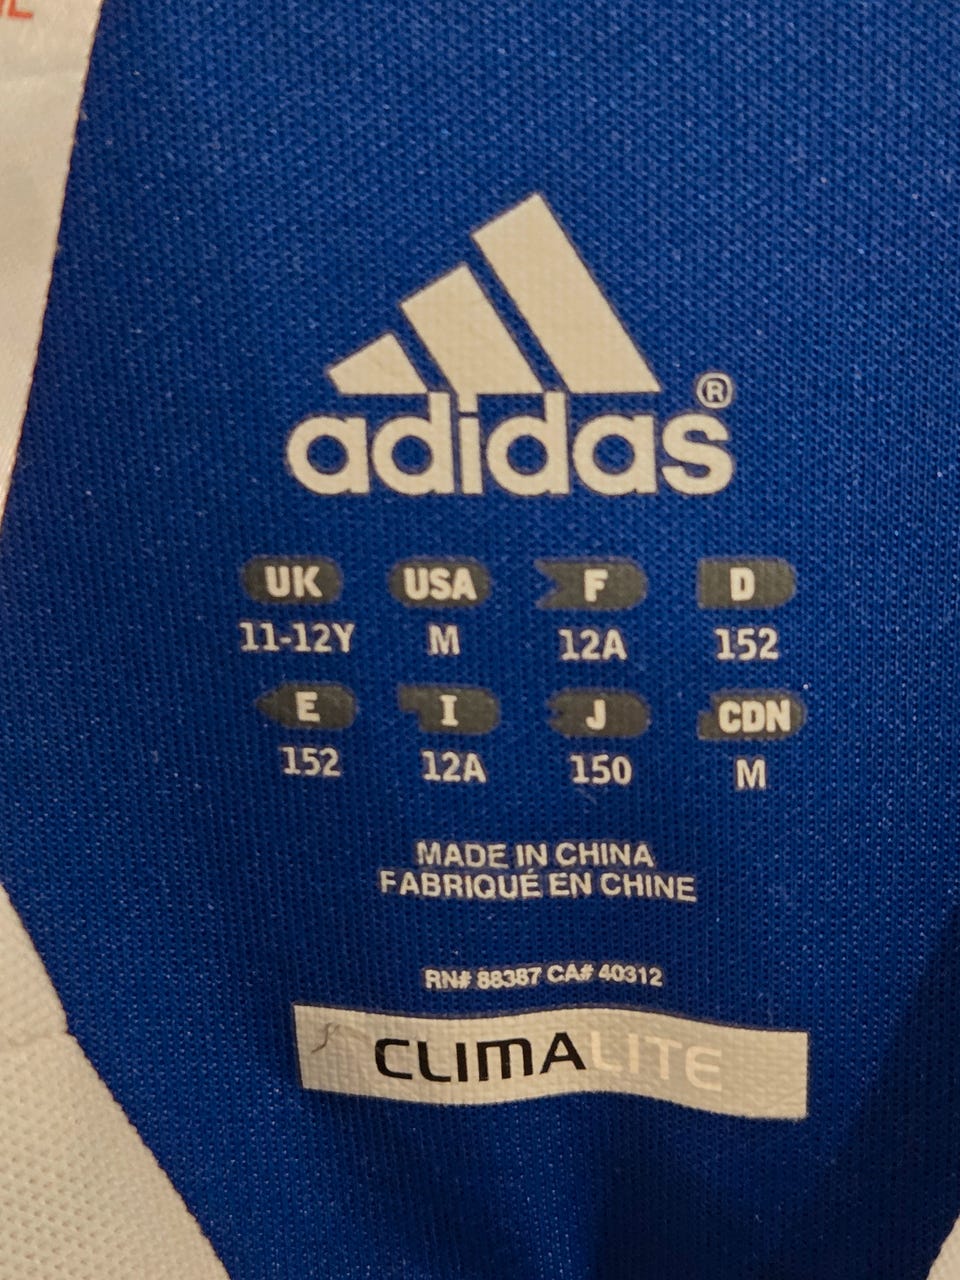 adidas®
UK USA F D
11-12Y M 12A 152
E I J CDN
152 12A 150 M
MADE IN CHINA
FABRIQUÉ EN CHINE
RN# 88387 CA# 40312
CLIMALITE